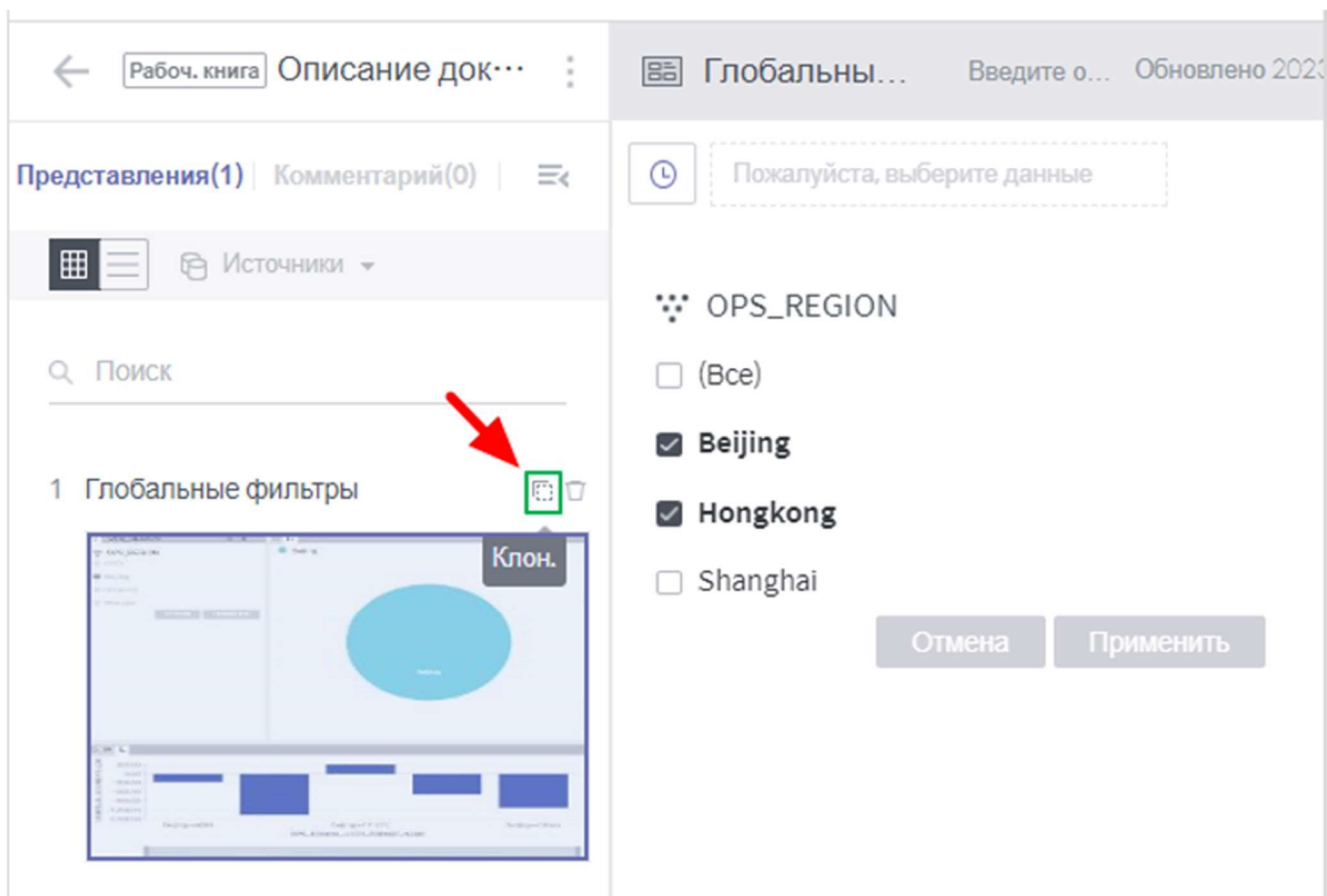 Рабоч. книга Описание док···
Представления(1) Комментарий(0)
Источники
Поиск
1 Глобальные фильтры
Клон.
Глобальны... Введите о... Обновлено 2023
Пожалуйста, выберите данные
OPS_REGION
(Все)
Beijing
Hongkong
Shanghai
Отмена Применить